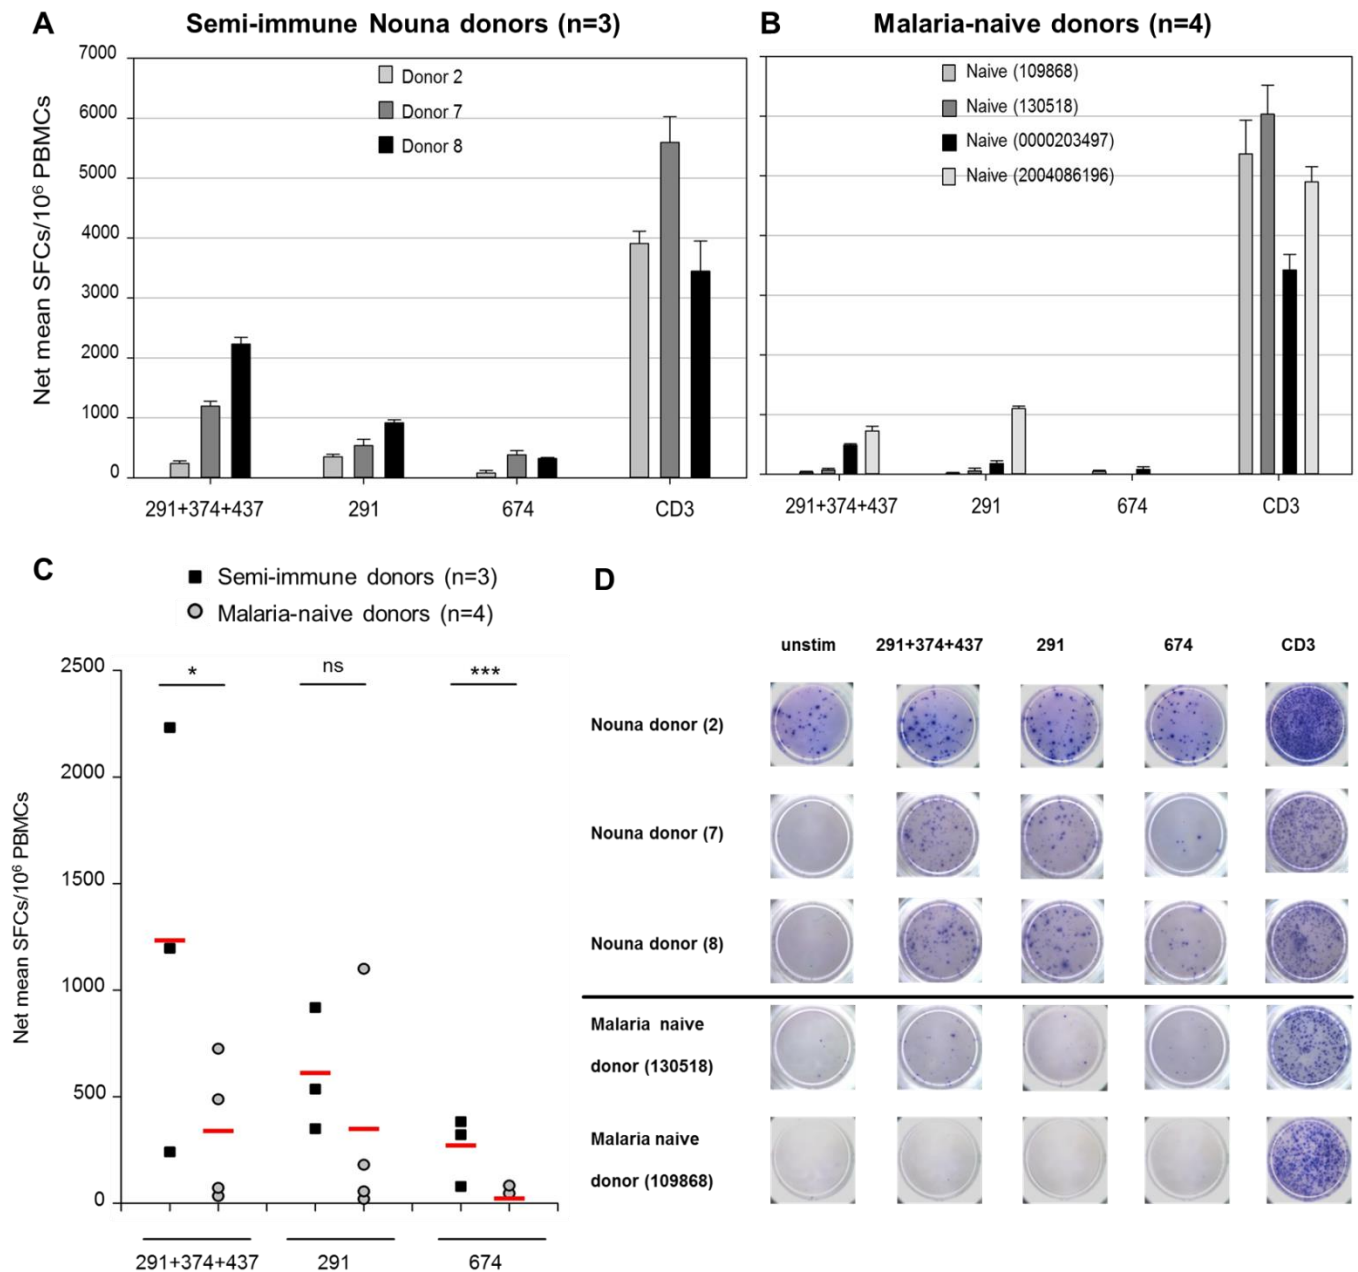 A
Semi-immune Nouna donors (n=3)
7000
6000
5000
4000
3000
2000
1000
0
Net mean SFCs/10⁶ PBMCs
Donor 2
Donor 7
Donor 8
291+374+437
291
674
CD3
B
Malaria-naive donors (n=4)
Naive (109868)
Naive (130518)
Naive (0000203497)
Naive (2004086196)
291+374+437
291
674
CD3
C
Semi-immune donors (n=3)
Malaria-naive donors (n=4)
2500
2000
1500
1000
500
0
Net mean SFCs/10⁶ PBMCs
*
ns
***
291+374+437
291
674
D
unstim
291+374+437
291
674
CD3
Nouna donor (2)
Nouna donor (7)
Nouna donor (8)
Malaria naive
donor (130518)
Malaria naive
donor (109868)